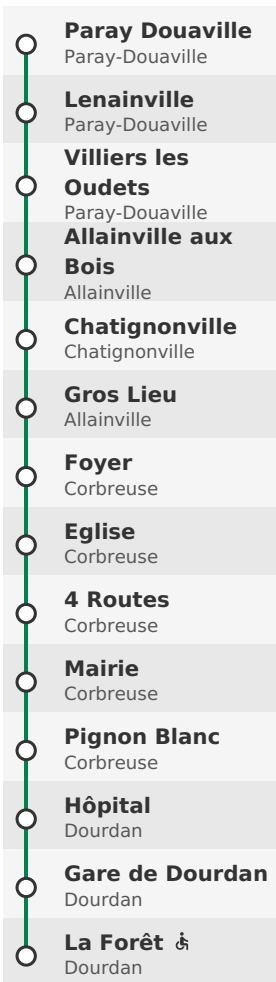 Paray Douaville
Paray-Douaville
Lenainville
Paray-Douaville
Villiers les
Oudets
Paray-Douaville
Allainville aux
Bois
Allainville
Chatignonville
Chatignonville
Gros Lieu
Allainville
Foyer
Corbreuse
Eglise
Corbreuse
4 Routes
Corbreuse
Mairie
Corbreuse
Pignon Blanc
Corbreuse
Hôpital
Dourdan
Gare de Dourdan
Dourdan
La Forêt
Dourdan